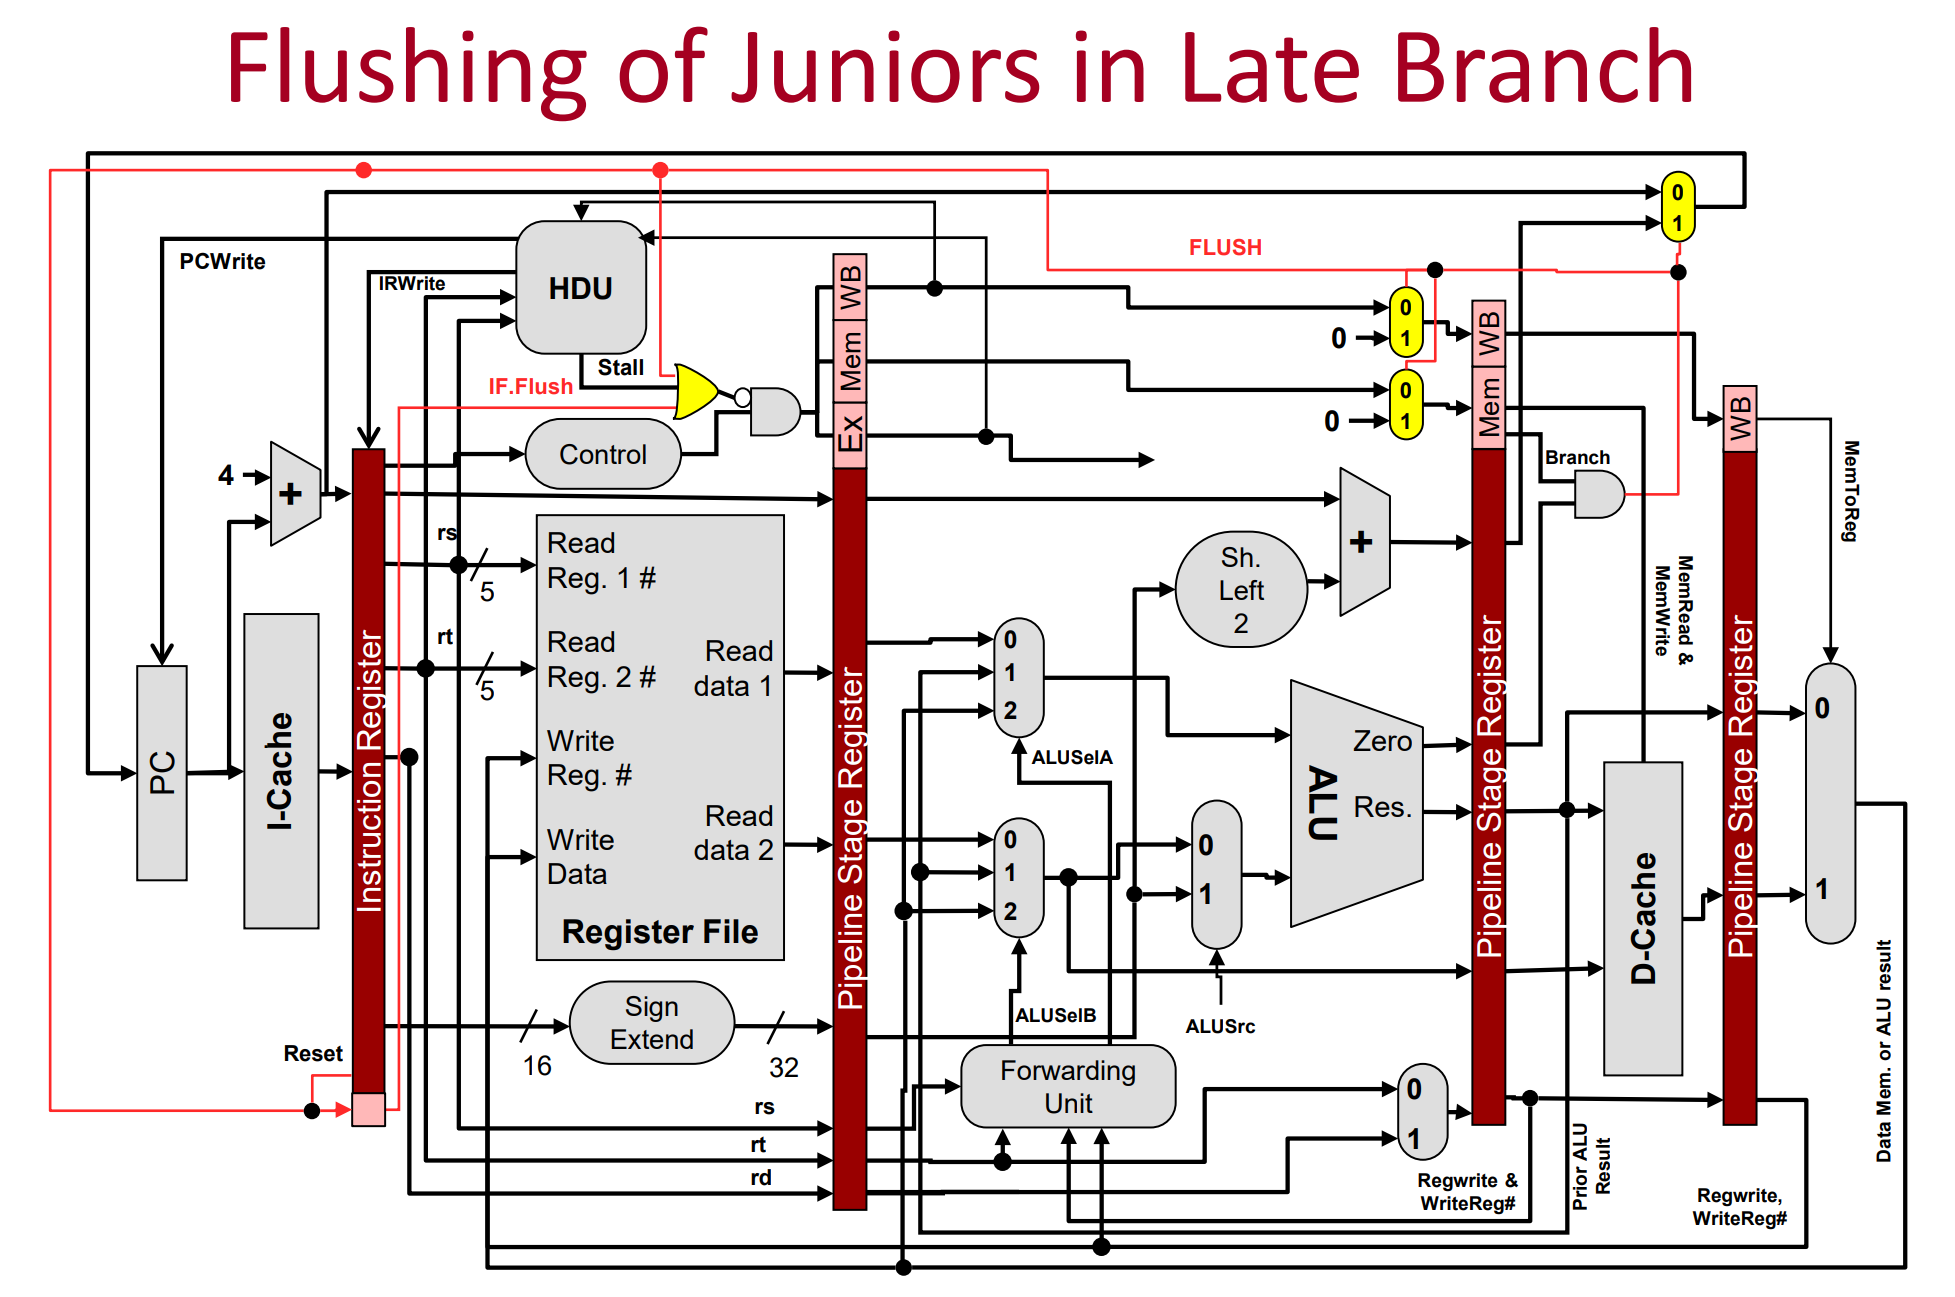 Flushing of Juniors in Late Branch
0
1
FLUSH
PCWrite
IRWrite
HDU
WB
0
1
0
WB
Stall
Mem
IF.Flush
0
1
0
Mem
WB
Ex
Control
Branch
MemToReg
4
+
rs
Read
Reg. 1 #
5
+
Sh.
Left
2
MemRead &
MemWrite
rt
Read
Reg. 2 #
5
Read
data 1
0
1
2
ALUSelA
Zero
Res.
ALU
0
1
PC
I-Cache
Instruction Register
Write
Reg. #
Write
Data
Read
data 2
Register File
Pipeline Stage Register
0
1
2
ALUSelB
0
1
ALUSrc
Pipeline Stage Register
D-Cache
Pipeline Stage Register
Data Mem. or ALU result
Sign
Extend
16
32
Reset
Forwarding
Unit
rs
rt
rd
0
1
Regwrite &
WriteReg#
Prior ALU
Result
Regwrite,
WriteReg#